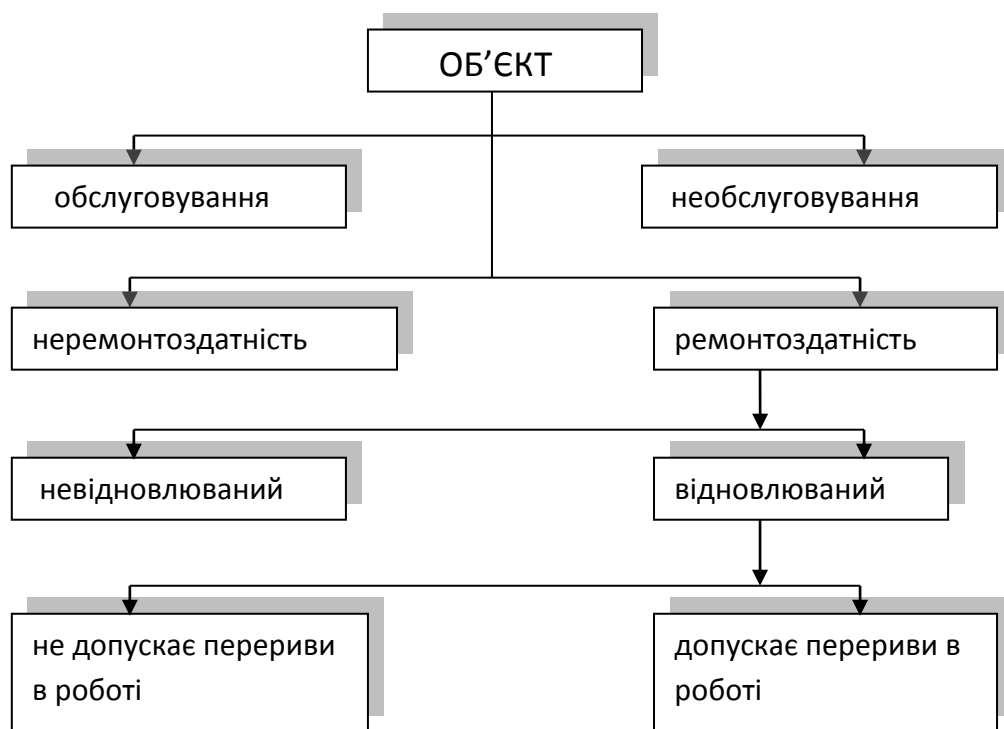 ОБ’ЄКТ
обслуговування
необслуговування
неремонтоздатність
ремонтоздатність
невідновлюваний
відновлюваний
не допускає перериви
в роботі
допускає перериви в
роботі